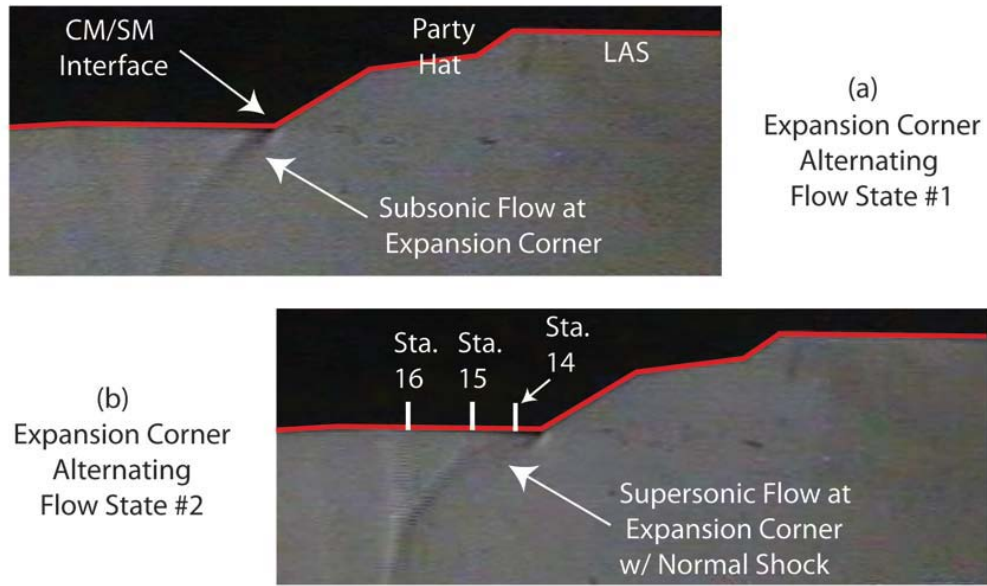 CM/SM
Interface
Party
Hat
LAS
Subsonic Flow at
Expansion Corner
(a)
Expansion Corner
Alternating
Flow State #1
(b)
Expansion Corner
Alternating
Flow State #2
Sta.
16
Sta.
15
Sta.
14
Supersonic Flow at
Expansion Corner
w/ Normal Shock